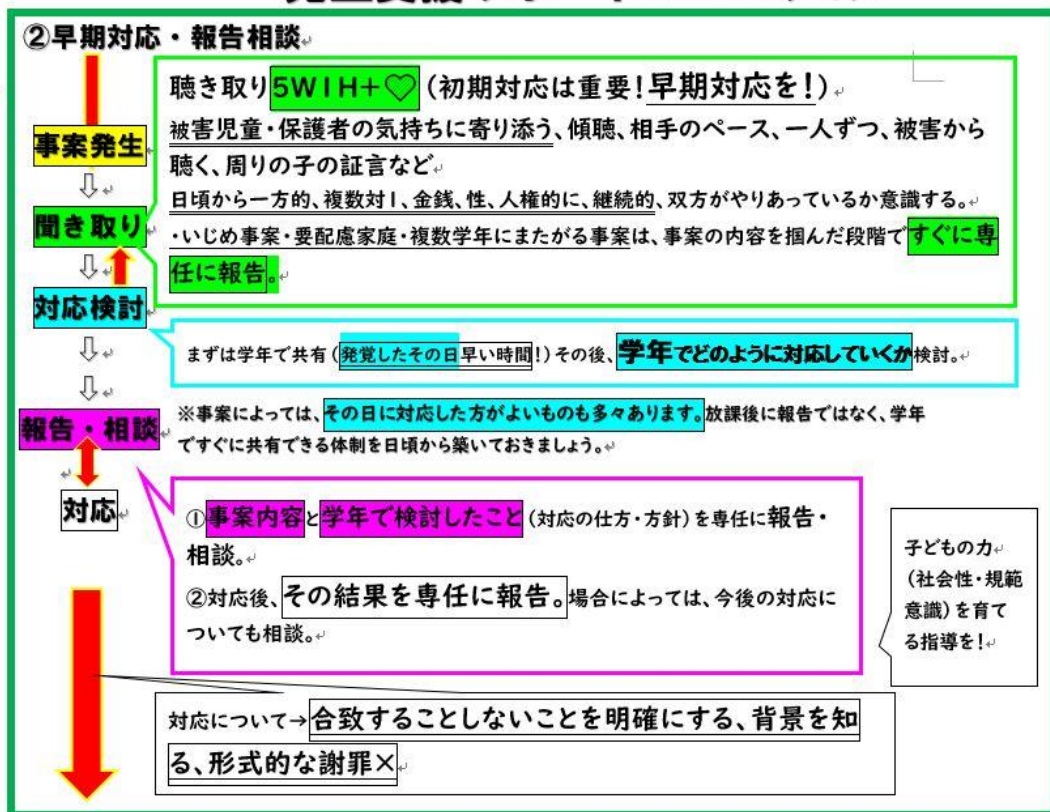 ②早期対応・報告相談
聴き取り5W1H+♡(初期対応は重要!早期対応を!)
被害児童・保護者の気持ちに寄り添う、傾聴、相手のペース、一人ずつ、被害から
聴く、周りの子の証言など
日頃から一方的、複数対1、金銭、性、人権的に、継続的、双方がやりあっているか意識する。
・いじめ事案・要配慮家庭・複数学年にまたがる事案は、事案の内容を掴んだ段階ですぐに専
任に報告。
事案発生
⇩
聞き取り
⇩
対応検討
⇩
⇩
報告・相談
対応
まずは学年で共有(発覚したその日早い時間!)その後、学年でどのように対応していくか検討。
※事案によっては、その日に対応した方がよいものも多々あります。放課後に報告ではなく、学年
ですぐに共有できる体制を日頃から築いておきましょう。
①事案内容と学年で検討したこと(対応の仕方・方針)を専任に報告・
相談。
②対応後、その結果を専任に報告。場合によっては、今後の対応に
ついても相談。
子どもの力
(社会性・規範
意識)を育て
る指導を!
対応について→合致することしないことを明確にする、背景を知
る、形式的な謝罪×